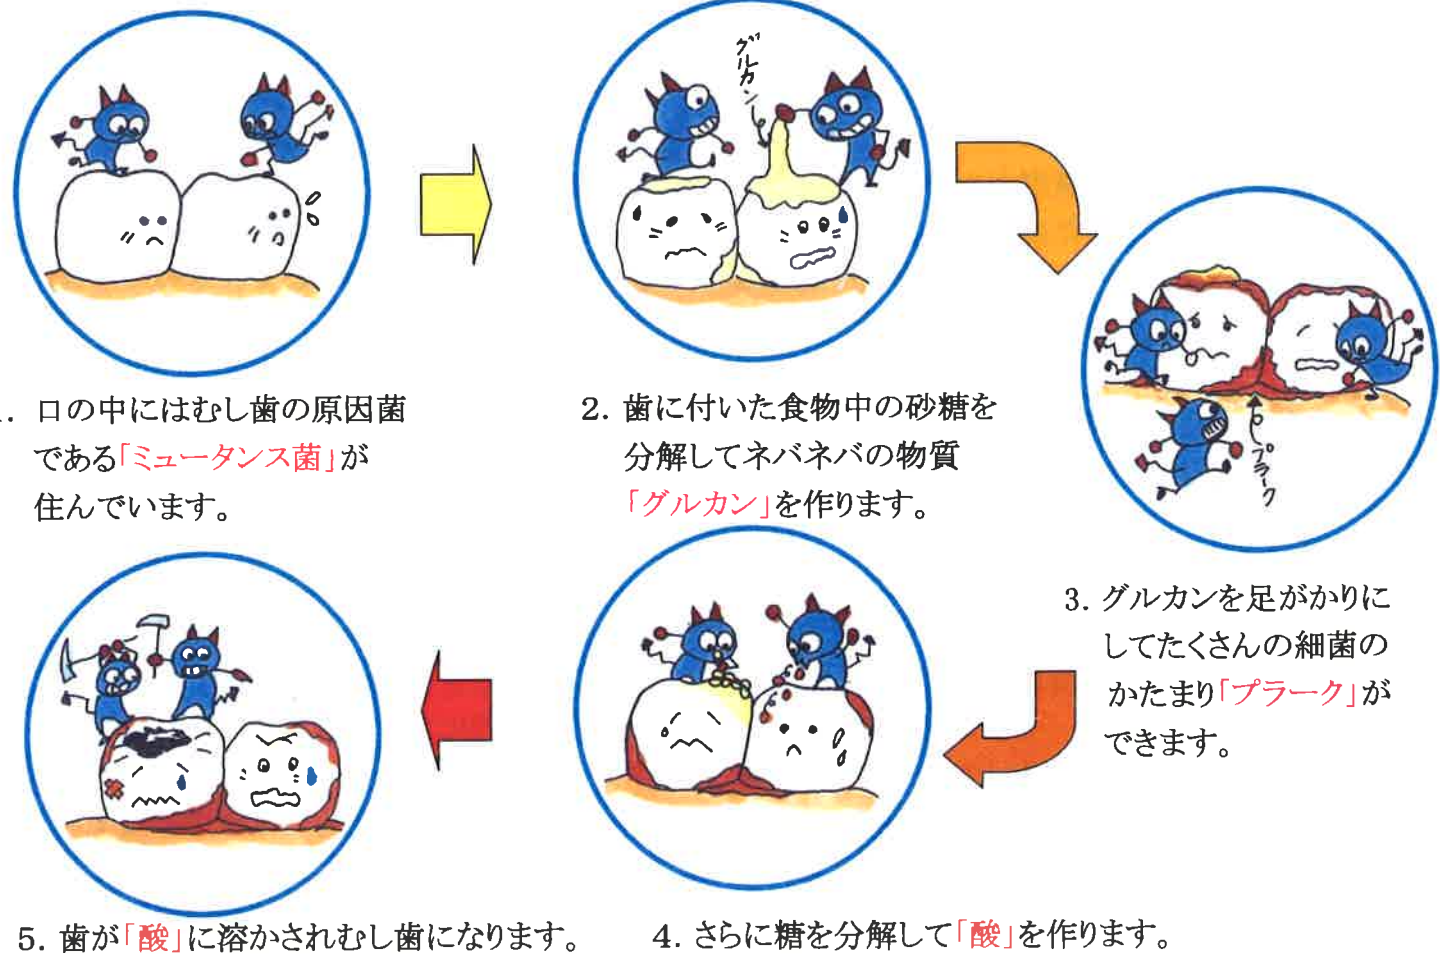 グルカン
1. 口の中にはむし歯の原因菌
である「ミュータンス菌」が
住んでいます。
2. 歯に付いた食物中の砂糖を
分解してネバネバの物質
「グルカン」を作ります。
プラーク
3. グルカンを足がかりに
してたくさんの細菌の
かたまり「プラーク」が
できます。
4. さらに糖を分解して「酸」を作ります。
5. 歯が「酸」に溶かされむし歯になります。